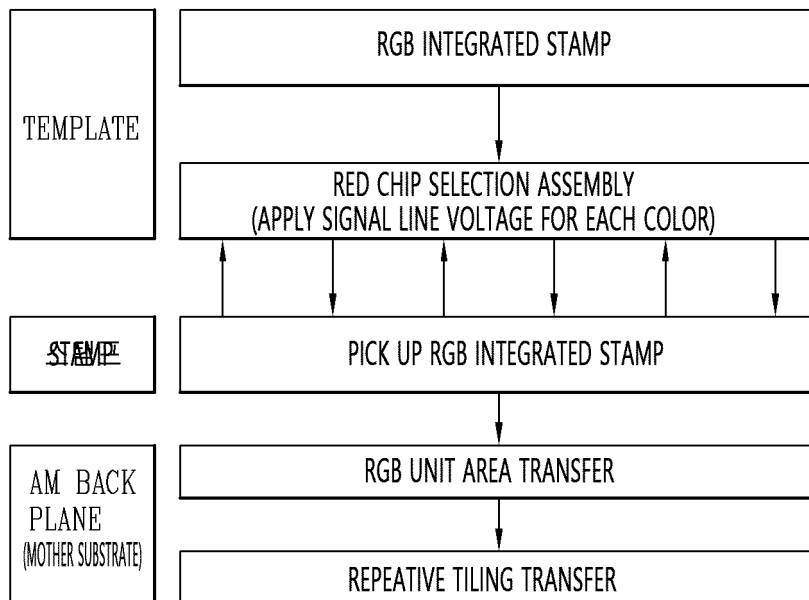 TEMPLATE
RGB INTEGRATED STAMP
RED CHIP SELECTION ASSEMBLY
(APPLY SIGNAL LINE VOLTAGE FOR EACH COLOR)
STAMP
PICK UP RGB INTEGRATED STAMP
AM BACK
PLANE
(MOTHER SUBSTRATE)
RGB UNIT AREA TRANSFER
REPEATIVE TILING TRANSFER